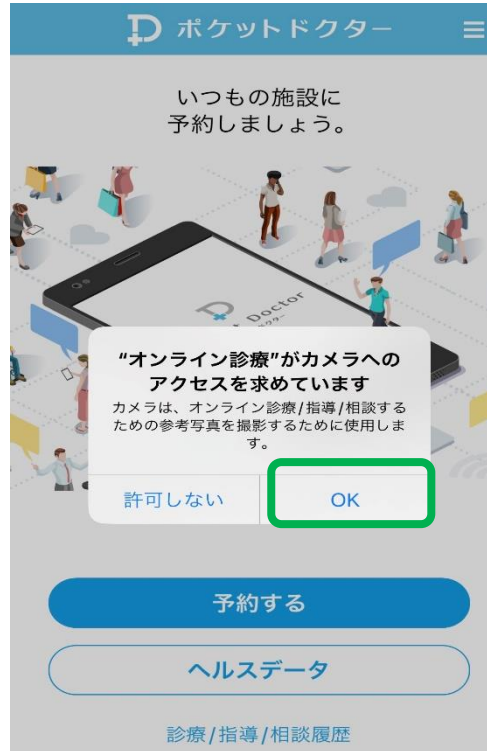 ポケットドクター
いつもの施設に
予約しましょう。
Doctor
“オンライン診療”がカメラへの
アクセスを求めています
カメラは、オンライン診療/指導/相談する
ための参考写真を撮影するために使用しま
す。
許可しない
OK
予約する
ヘルスデータ
診療/指導/相談履歴